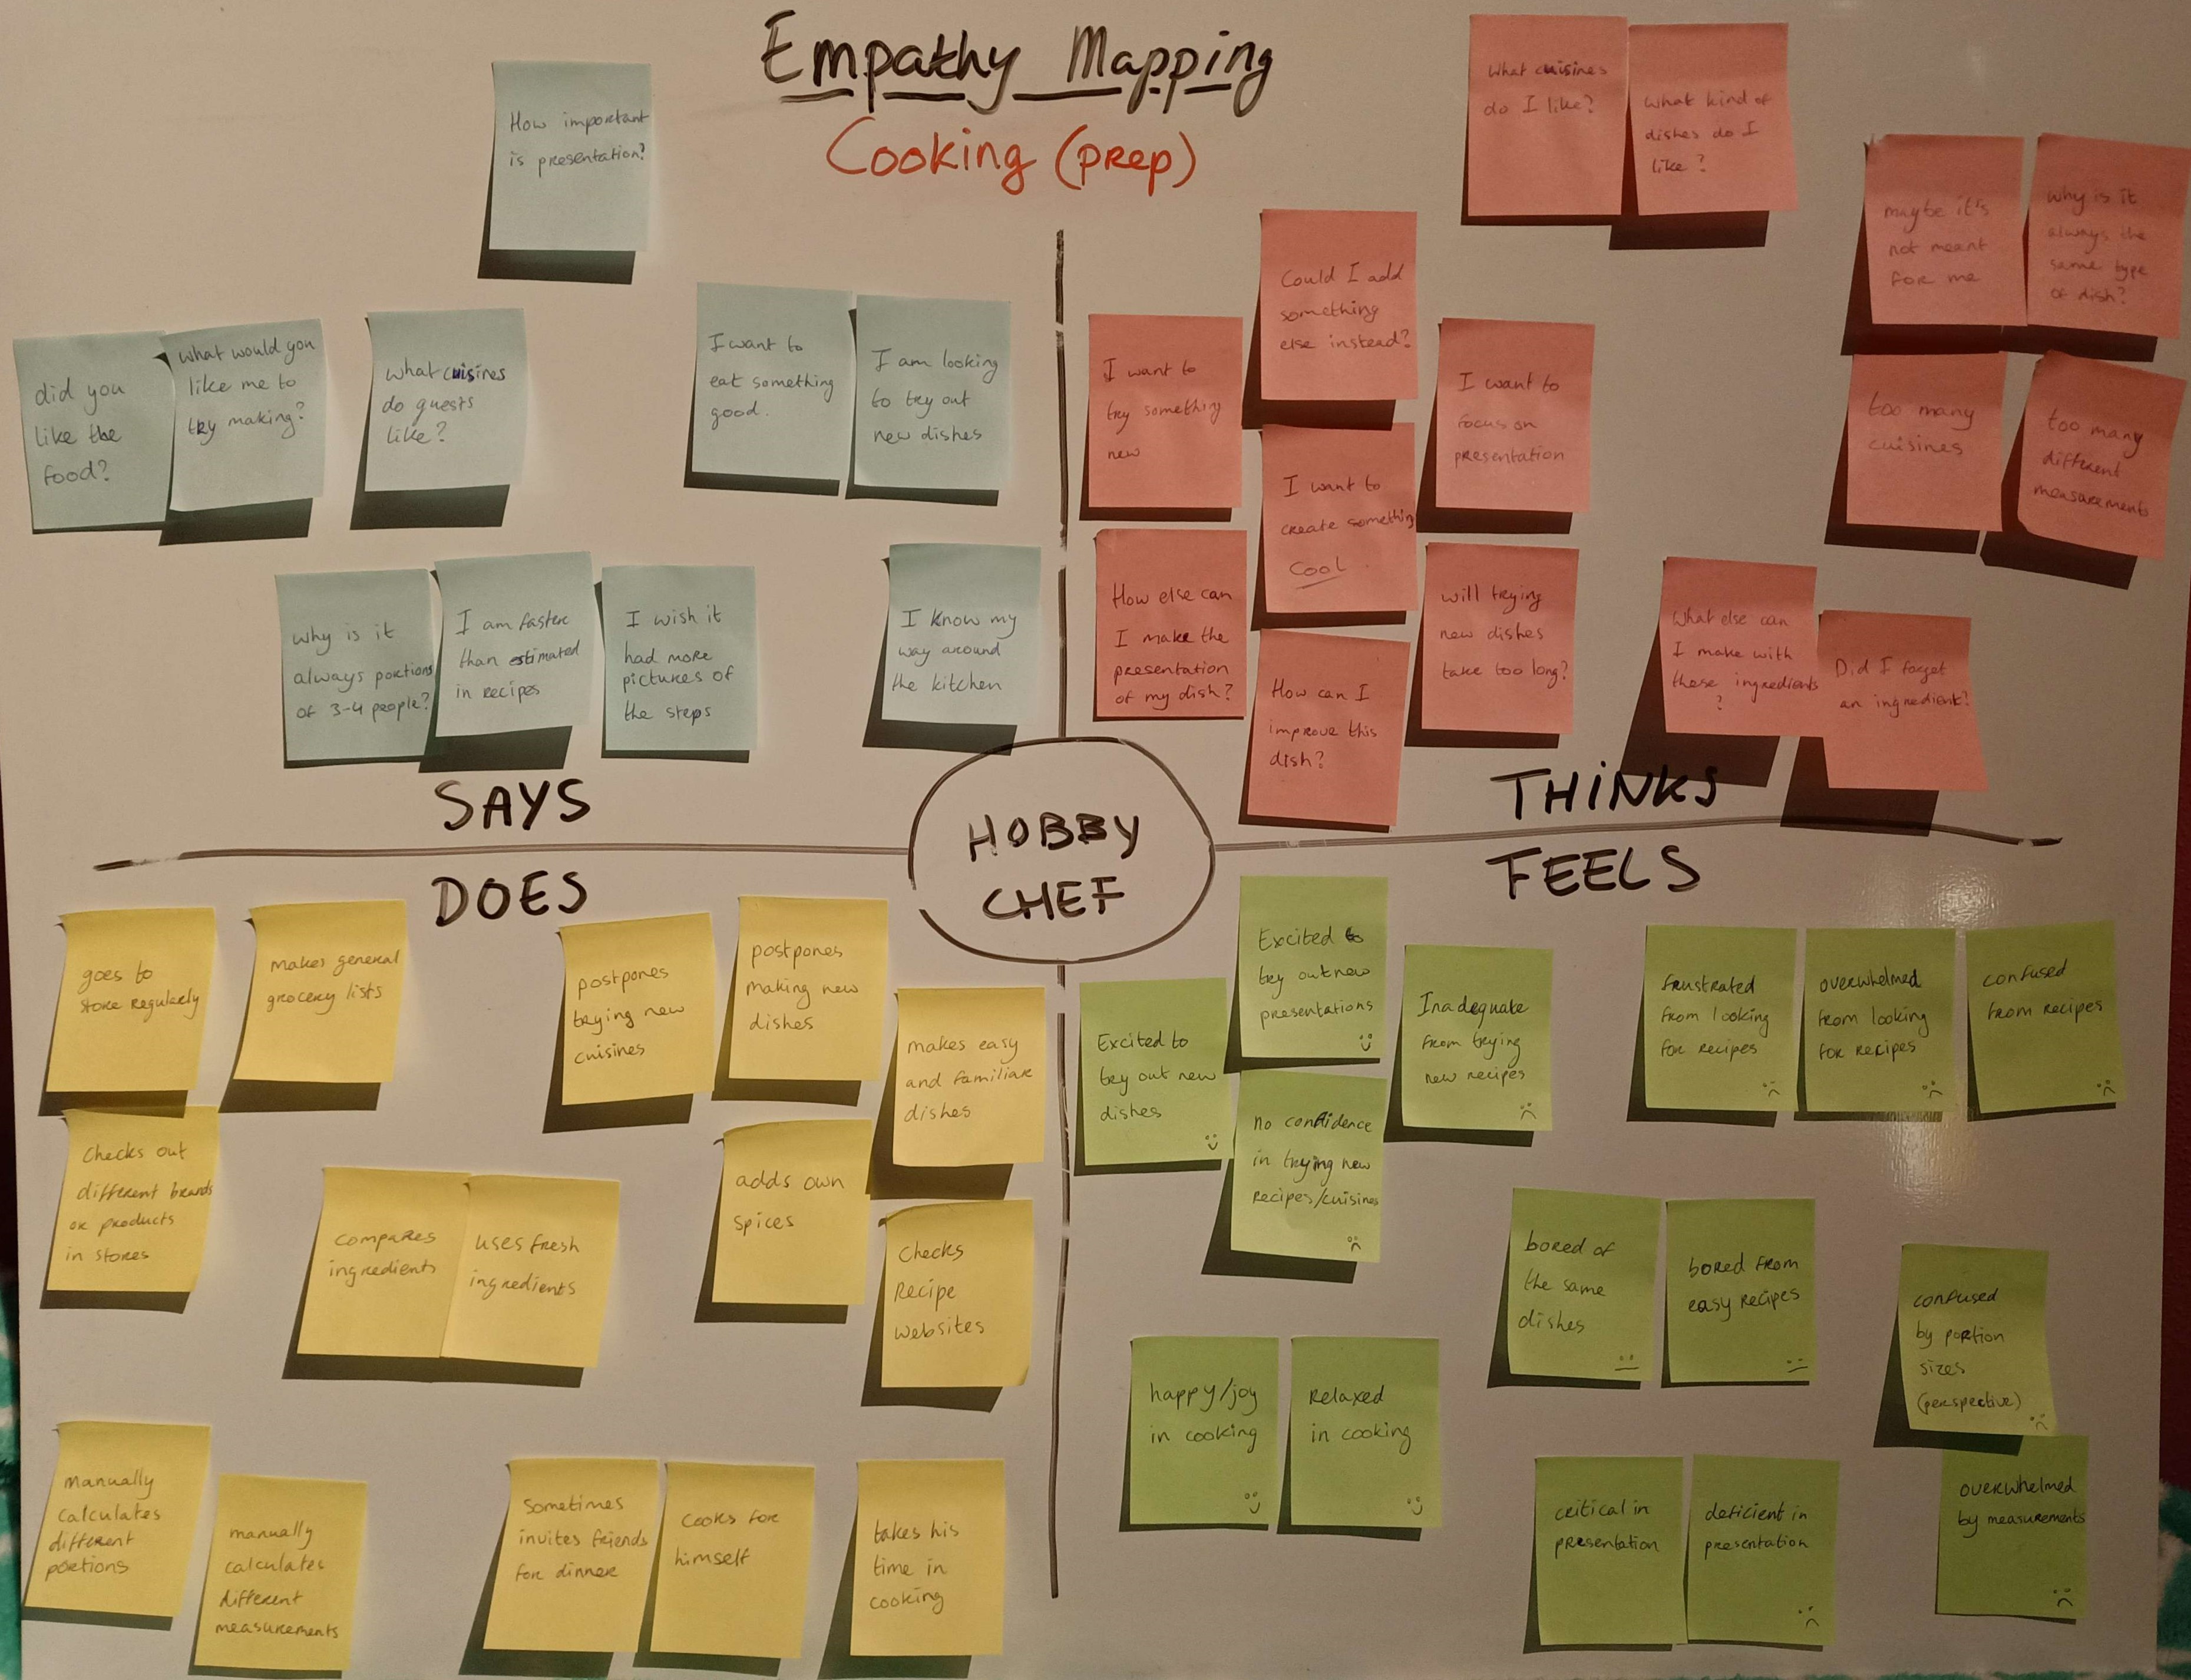 Empathy Mapping
Cooking (prep)
How important
is presentation?
did you
like the
food?
what would you
like me to
try making?
what cuisines
do guests
like?
I want to
eat something
good.
I am looking
to try out
new dishes
why is it
always portions
of 3-4 people?
I am faster
than estimated
in recipes
I wish it
had more
pictures of
the steps
I know my
way around
the kitchen
SAYS
What cuisines
do I like?
What kind of
dishes do I
like?
maybe it's
not meant
for me
why is it
always the
same type
of dish?
too many
cuisines
too many
different
measurements
Could I add
something
else instead?
I want to
try something
new
I want to
focus on
presentation
I want to
create something
cool
How else can
I make the
presentation
of my dish?
will trying
new dishes
take too long?
How can I
improve this
dish?
What else can
I make with
these ingredients
?
Did I forget
an ingredient?
THINKS
HOBBY
CHEF
DOES
goes to
store regularly
makes general
grocery lists
postpones
trying new
cuisines
postpones
making new
dishes
makes easy
and familiar
dishes
Checks out
different brands
or products
in stores
compares
ingredients
uses fresh
ingredients
adds own
spices
Checks
Recipe
websites
manually
calculates
different
portions
manually
calculates
different
measurements
sometimes
invites friends
for dinner
cooks for
himself
takes his
time in
cooking
FEELS
Excited to
try out new
presentations
Excited to
try out new
dishes
Inadequate
from trying
new recipes
no confidence
in trying new
recipes/cuisines
frustrated
from looking
for recipes
overwhelmed
from looking
for recipes
confused
from recipes
bored of
the same
dishes
bored from
easy recipes
confused
by portion
sizes
(perspective)
happy/joy
in cooking
relaxed
in cooking
critical in
presentation
deficient in
presentation
overwhelmed
by measurements